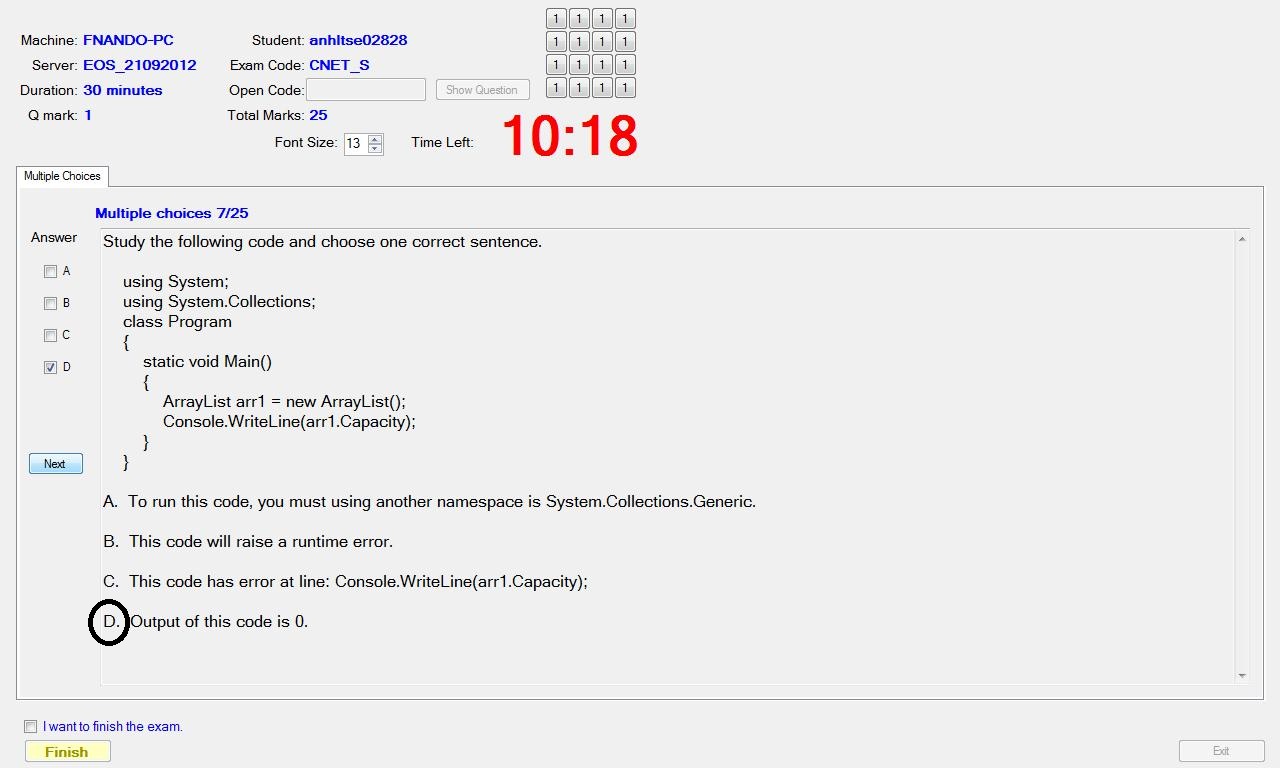 Machine: FNANDO-PC Student: anhltse02828
Server: EOS_21092012 Exam Code: CNET_S
Duration: 30 minutes Open Code: Show Question
Q mark: 1 Total Marks: 25
Font Size: 13 Time Left: 10:18
1 1 1 1
1 1 1 1
1 1 1 1
1 1 1 1
Multiple Choices
Multiple choices 7/25
Answer
A
B
C
D
Next
Study the following code and choose one correct sentence.
using System;
using System.Collections;
class Program
{
static void Main()
{
ArrayList arr1 = new ArrayList();
Console.WriteLine(arr1.Capacity);
}
}
A. To run this code, you must using another namespace is System.Collections.Generic.
B. This code will raise a runtime error.
C. This code has error at line: Console.WriteLine(arr1.Capacity);
D. Output of this code is 0.
I want to finish the exam.
Finish
Exit